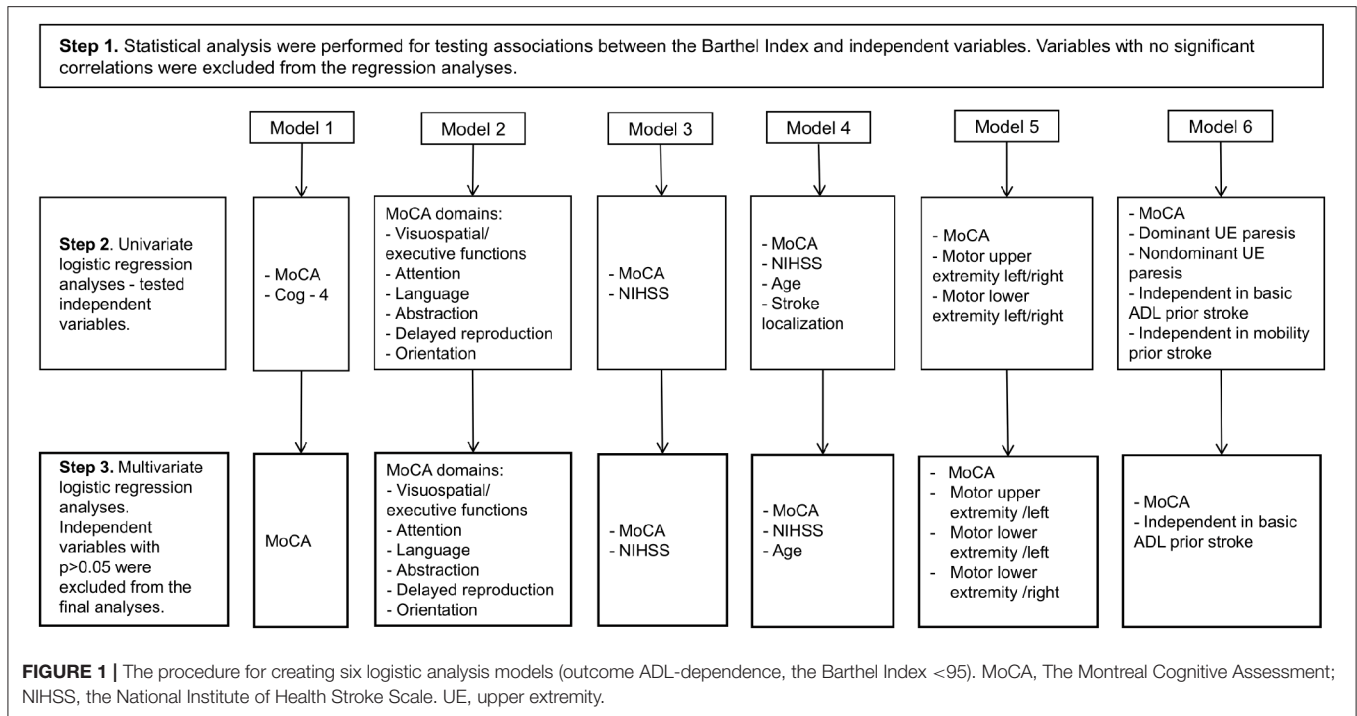 Step 1. Statistical analysis were performed for testing associations between the Barthel Index and independent variables. Variables with no significant
correlations were excluded from the regression analyses.
Model 1
Model 2
Model 3
Model 4
Model 5
Model 6
Step 2. Univariate
logistic regression
analyses - tested
independent
variables.
- MoCA
- Cog - 4
MoCA domains:
- Visuospatial/
executive functions
- Attention
- Language
- Abstraction
- Delayed reproduction
- Orientation
- MoCA
- NIHSS
- MoCA
- NIHSS
- Age
- Stroke
localization
- MoCA
- Motor upper
extremity left/right
- Motor lower
extremity left/right
- MoCA
- Dominant UE paresis
- Nondominant UE
paresis
- Independent in basic
ADL prior stroke
- Independent in mobility
prior stroke
Step 3. Multivariate
logistic regression
analyses.
Independent
variables with
p>0.05 were
excluded from the
final analyses.
MoCA
MoCA domains:
- Visuospatial/
executive functions
- Attention
- Language
- Abstraction
- Delayed reproduction
- Orientation
- MoCA
- NIHSS
- MoCA
- NIHSS
- Age
- MoCA
- Motor upper
extremity /left
- Motor lower
extremity /left
- Motor lower
extremity /right
- MoCA
- Independent in basic
ADL prior stroke
FIGURE 1 | The procedure for creating six logistic analysis models (outcome ADL-dependence, the Barthel Index <95). MoCA, The Montreal Cognitive Assessment;
NIHSS, the National Institute of Health Stroke Scale. UE, upper extremity.